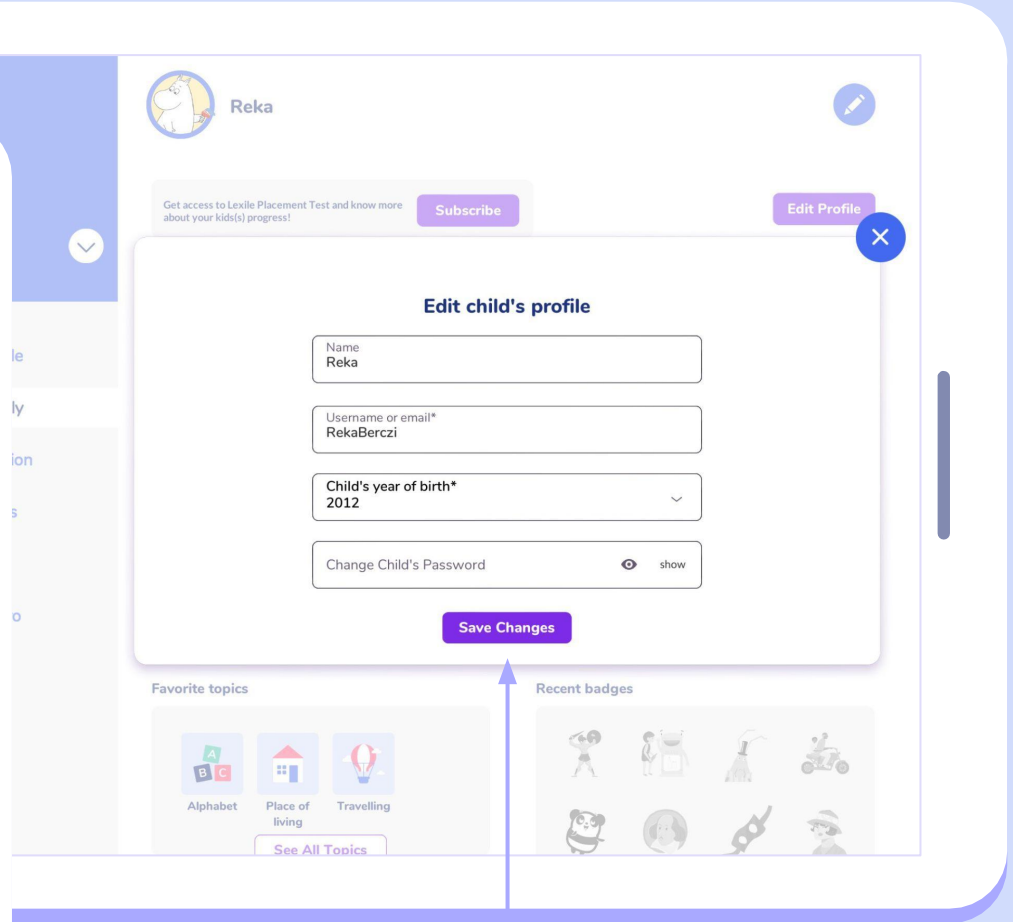 Reka
Get access to Lexile Placement Test and know more
about your kids(s) progress!
Subscribe
Edit Profile
le
ly
ion
s
o
Edit child's profile
Name
Reka
Username or email*
RekaBerczi
Child's year of birth*
2012
Change Child's Password
show
Save Changes
Favorite topics
Recent badges
A
B C
Alphabet
Place of
living
Travelling
See All Topics